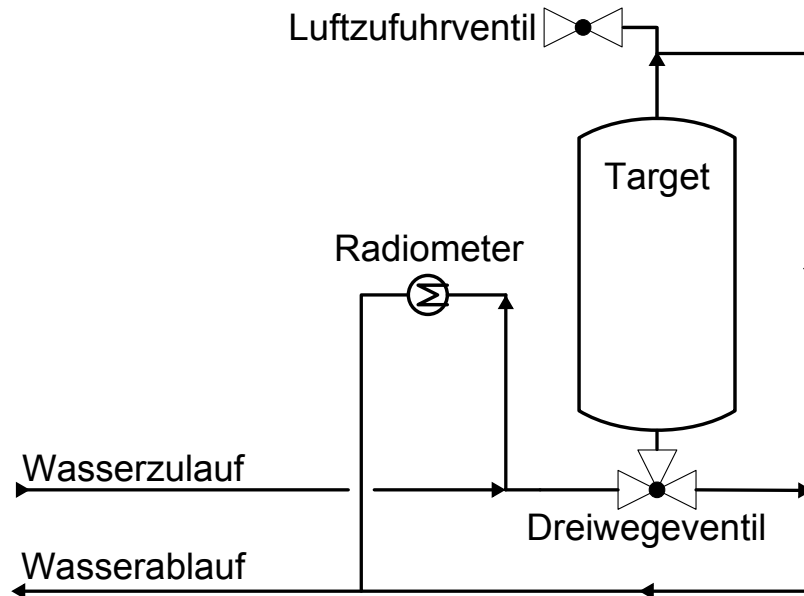 Luftzufuhrventil
Target
Radiometer
Wasserzulauf
Dreiwegeventil
Wasserablauf